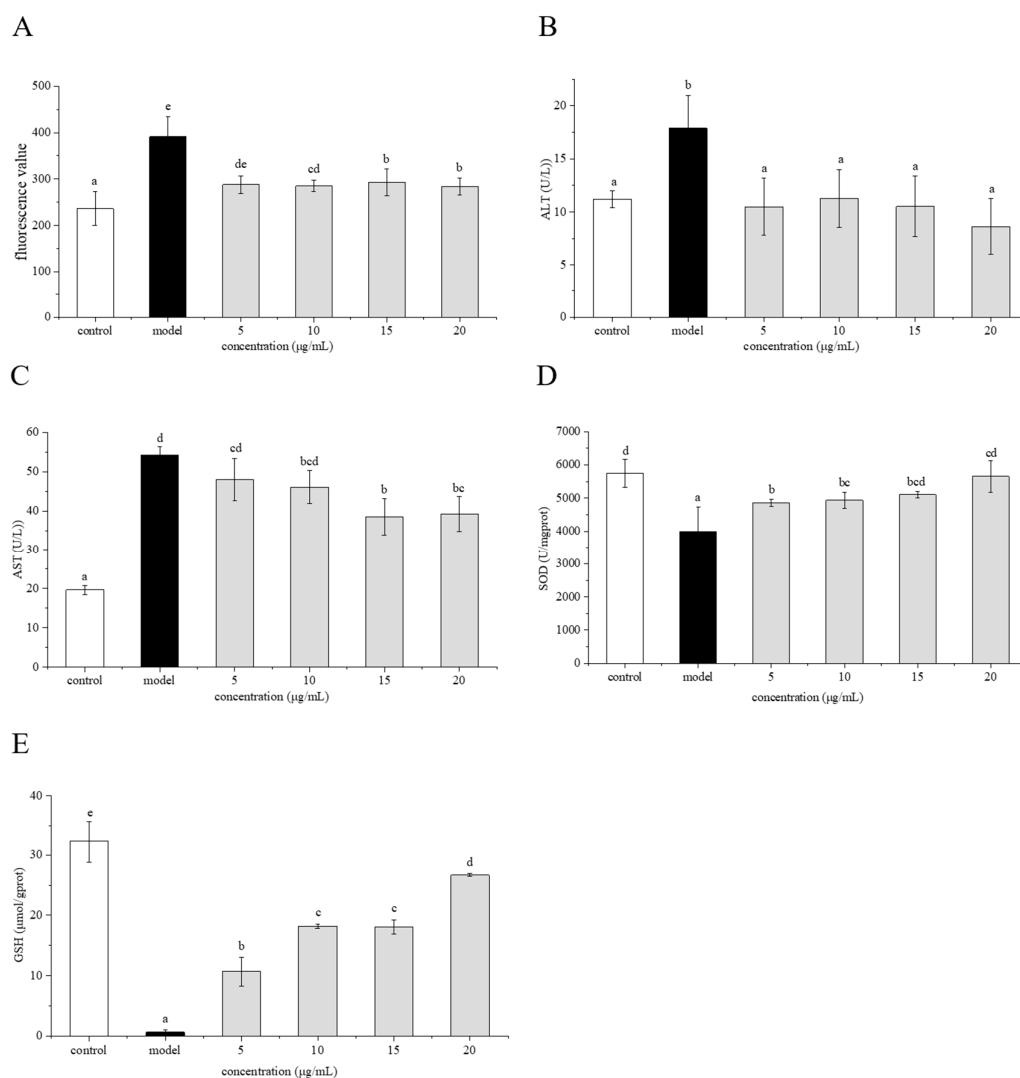 A
fluorescence value
500
400
300
200
100
0
a
e
de
cd
b
b
control
model
5
10
15
20
concentration (μg/mL)
B
ALT (U/L))
20
15
10
5
0
a
b
a
a
a
a
control
model
5
10
15
20
concentration (μg/mL)
C
AST (U/L))
60
50
40
30
20
10
0
a
d
cd
bcd
b
bc
control
model
5
10
15
20
concentration (μg/mL)
D
SOD (U/mgprot)
7000
6000
5000
4000
3000
2000
1000
0
d
a
b
bc
bcd
cd
control
model
5
10
15
20
concentration (μg/mL)
E
GSH (μmol/gprot)
40
30
20
10
0
e
a
b
c
c
d
control
model
5
10
15
20
concentration (μg/mL)